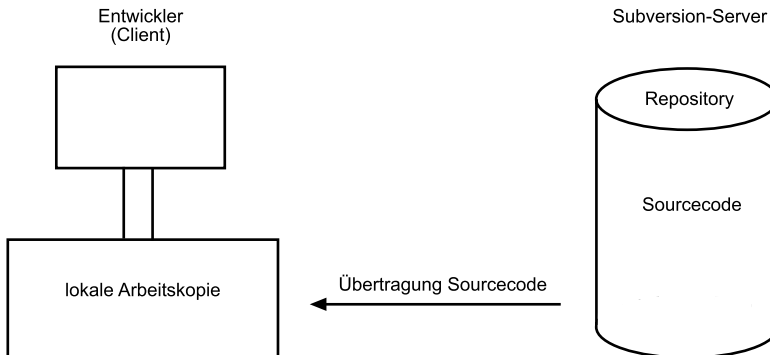 Entwickler
(Client)
Subversion-Server
Repository
Sourcecode
lokale Arbeitskopie
Übertragung Sourcecode